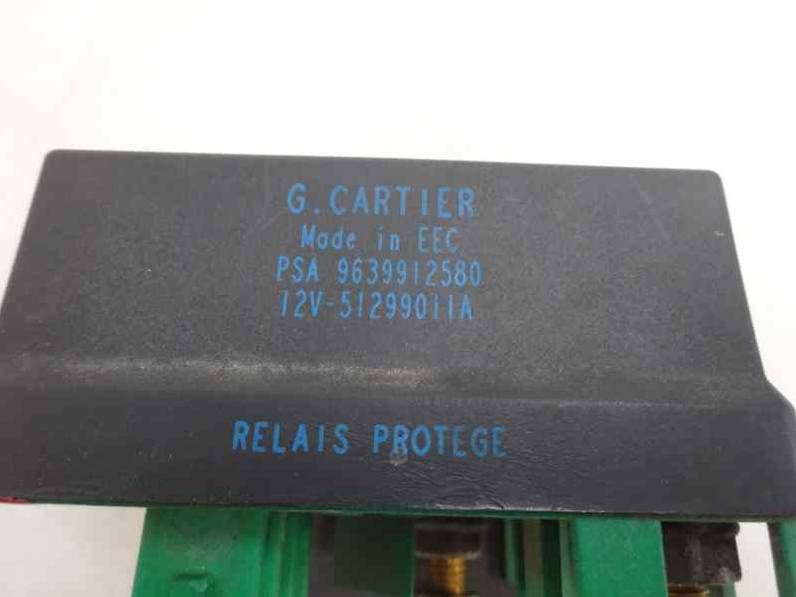 G.CARTIER
Made in EEC
PSA 9639912580
12V-51299011A
RELAIS PROTEGE